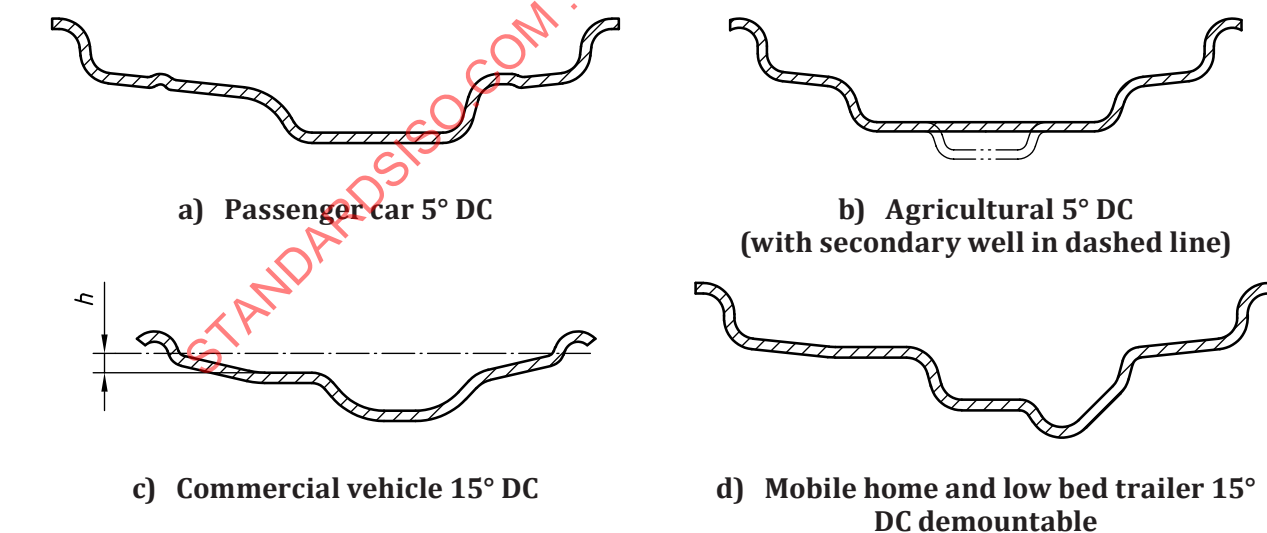 STANDARDSISO.COM :
a) Passenger car 5° DC
b) Agricultural 5° DC
(with secondary well in dashed line)
h
c) Commercial vehicle 15° DC
d) Mobile home and low bed trailer 15°
DC demountable